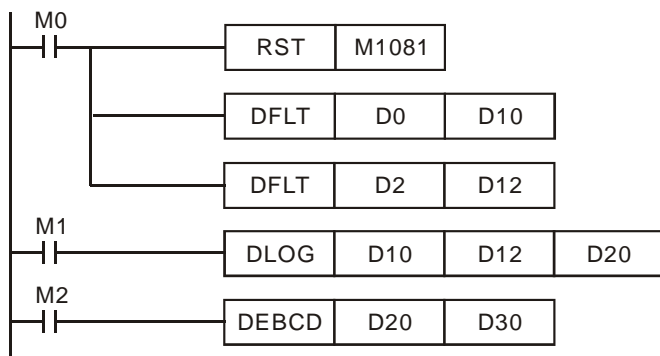 M0
RST M1081
DFLT D0 D10
DFLT D2 D12
M1
DLOG D10 D12 D20
M2
DEBCD D20 D30